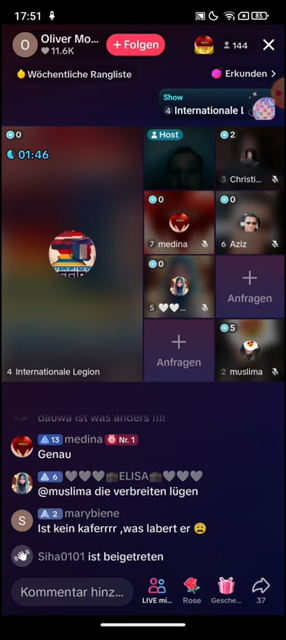 17:51
85
Oliver Mo...
11.6K
+ Folgen
144
Wöchentliche Rangliste
Erkunden >
Show
4 Internationale L
0
01:46
Host
2
3 Christi...
0
7 medina
0
6 Aziz
0
5 🤍🤍...
Anfragen
Anfragen
5
2 muslima
4 Internationale Legion
dauwa ist was anders !!!!
13 medina Nr. 1
Genau
6 🖤🖤🖤🕋ELISA🕋🖤🖤🖤
@muslima die verbreiten lügen
S
2 marybiene
Ist kein kaferrrr ,was labert er 😩
Siha0101 ist beigetreten
Kommentar hinz...
LIVE mi...
Rose
Gesche...
37